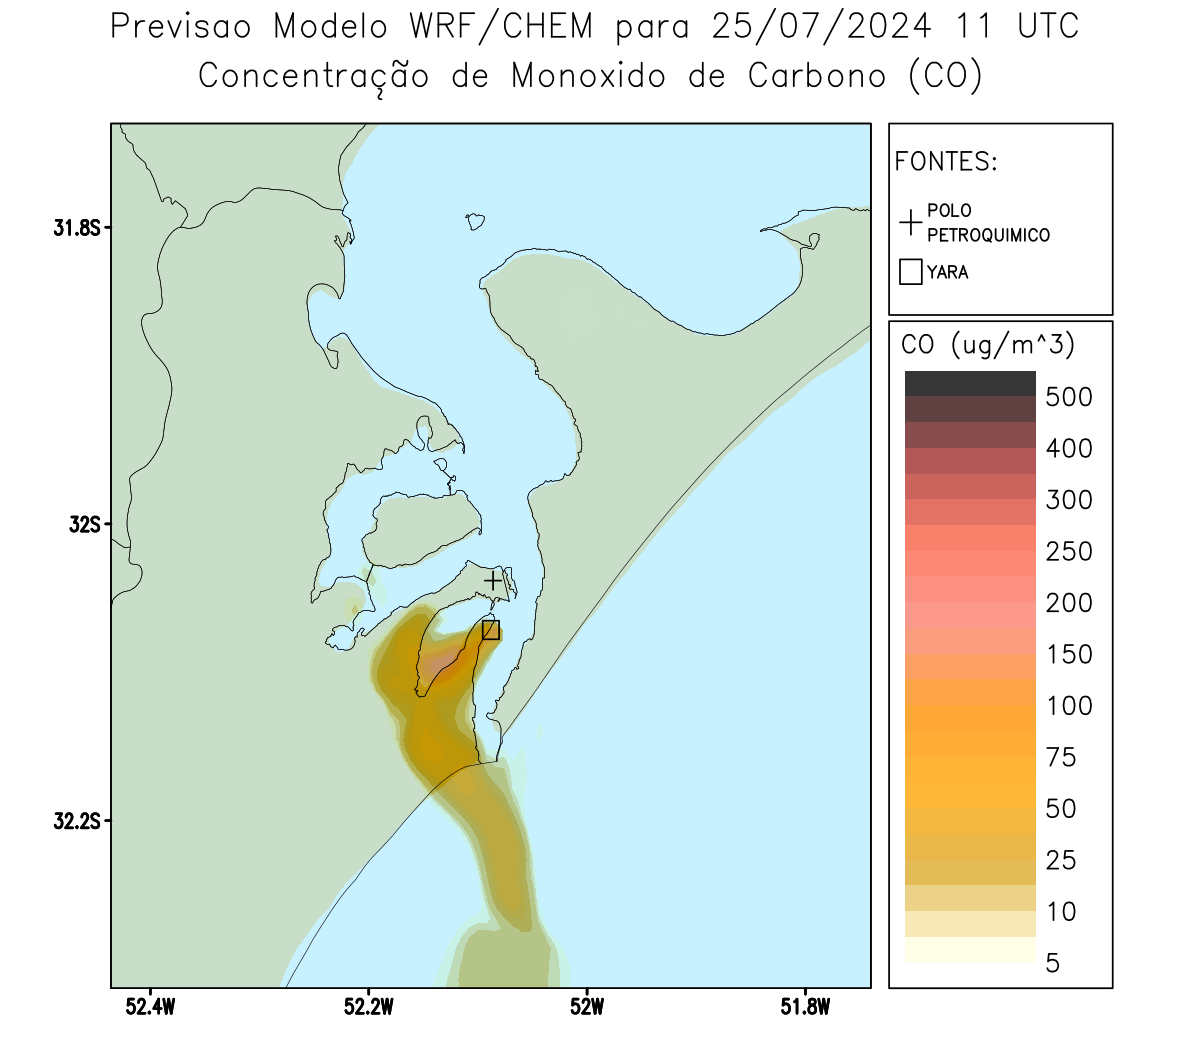 Previsao Modelo WRF/CHEM para 25/07/2024 11 UTC
Concentração de Monoxido de Carbono (CO)
FONTES:
POLO
PETROQUIMICO
YARA
CO (ug/m^3)
500
400
300
250
200
150
100
75
50
25
10
5
31.8S
32S
32.2S
52.4W
52.2W
52W
51.8W